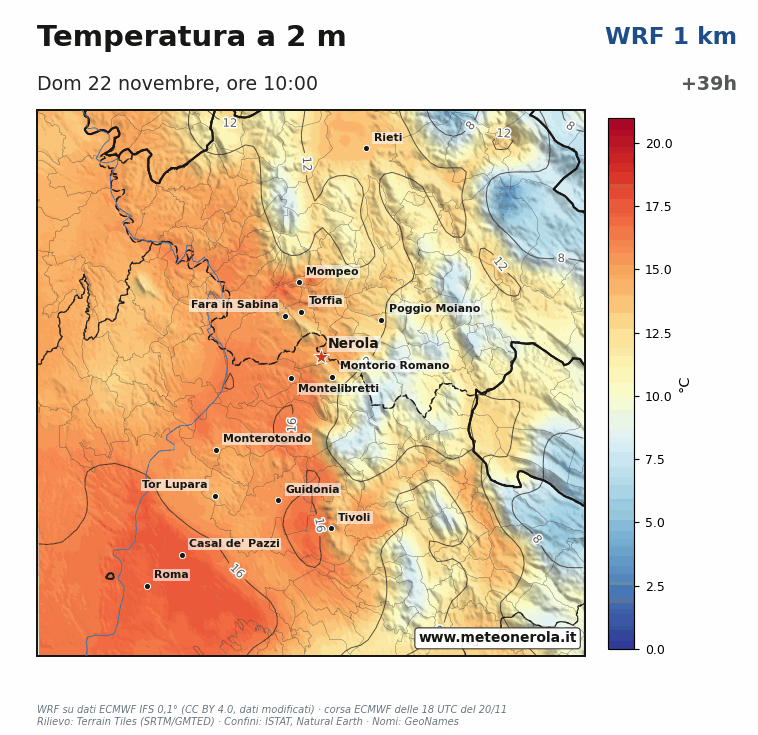 Temperatura a 2 m
WRF 1 km
Dom 22 novembre, ore 10:00
+39h
12
8
8
12
Rieti
12
8
12
Mompeo
Toffia
Fara in Sabina
Poggio Moiano
Nerola
Montorio Romano
Montelibretti
16
Monterotondo
Tor Lupara
Guidonia
16
Tivoli
8
Casal de' Pazzi
16
Roma
www.meteonerola.it
20.0
17.5
15.0
12.5
10.0
7.5
5.0
2.5
0.0
°C
WRF su dati ECMWF IFS 0,1° (CC BY 4.0, dati modificati) · corsa ECMWF delle 18 UTC del 20/11
Rilievo: Terrain Tiles (SRTM/GMTED) · Confini: ISTAT, Natural Earth · Nomi: GeoNames